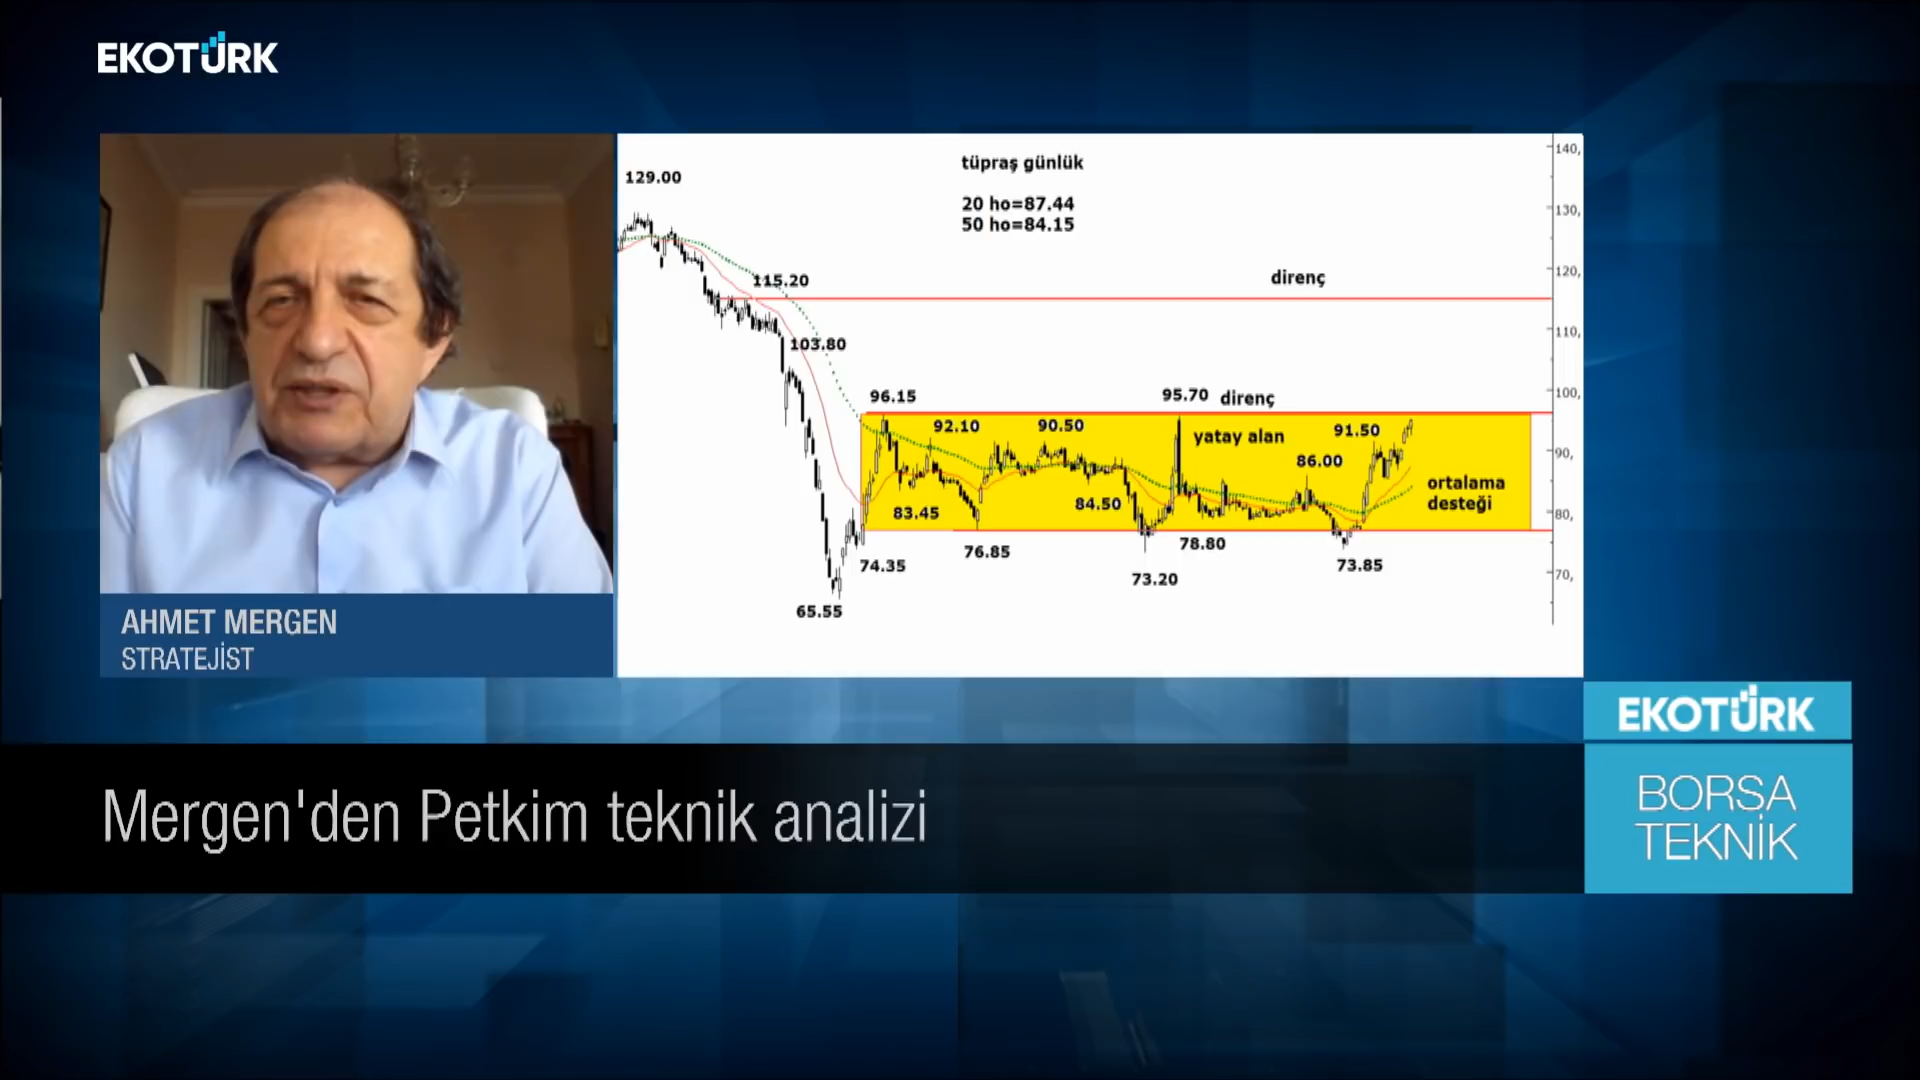 EKOTÜRK
129.00
tüpraş günlük
20 ho=87.44
50 ho=84.15
140,
130,
120,
110,
100,
90,
80,
70,
direnç
115.20
103.80
96.15
95.70
direnç
92.10
90.50
yatay alan
91.50
86.00
ortalama
desteği
83.45
84.50
78.80
74.35
76.85
73.20
73.85
65.55
AHMET MERGEN
STRATEJİST
EKOTÜRK
Mergen'den Petkim teknik analizi
BORSA
TEKNİK